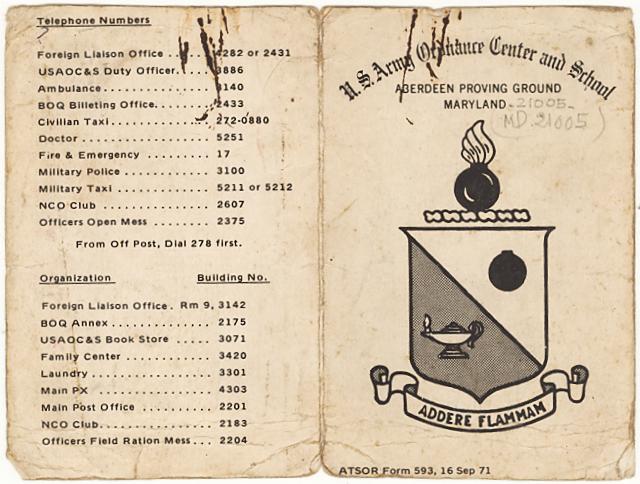 Telephone Numbers
Foreign Liaison Office . . . . . 4282 or 2431
USAOC&S Duty Officer. . . . . . 3886
Ambulance . . . . . . . . . . . . . . . 3140
BOQ Billeting Office. . . . . . . . . 2433
Civilian Taxi . . . . . . . . . . . . . . 272-0880
Doctor . . . . . . . . . . . . . . . . . . 5251
Fire & Emergency . . . . . . . . . 17
Military Police . . . . . . . . . . . . 3100
Military Taxi . . . . . . . . . . . . . . 5211 or 5212
NCO Club . . . . . . . . . . . . . . . 2607
Officers Open Mess . . . . . . . . 2375
From Off Post, Dial 278 first.
Organization Building No.
Foreign Liaison Office . Rm 9, 3142
BOQ Annex . . . . . . . . . . . . . 2175
USAOC&S Book Store . . . . . 3071
Family Center . . . . . . . . . . . 3420
Laundry . . . . . . . . . . . . . . . . 3301
Main PX . . . . . . . . . . . . . . . . 4303
Main Post Office . . . . . . . . . . 2201
NCO Club. . . . . . . . . . . . . . . 2183
Officers Field Ration Mess . . . 2204
U.S. Army Ordnance Center and School
ABERDEEN PROVING GROUND
MARYLAND - 21005 -
(MD. 21005)
ADDERE FLAMMAM
ATSOR Form 593, 16 Sep 71